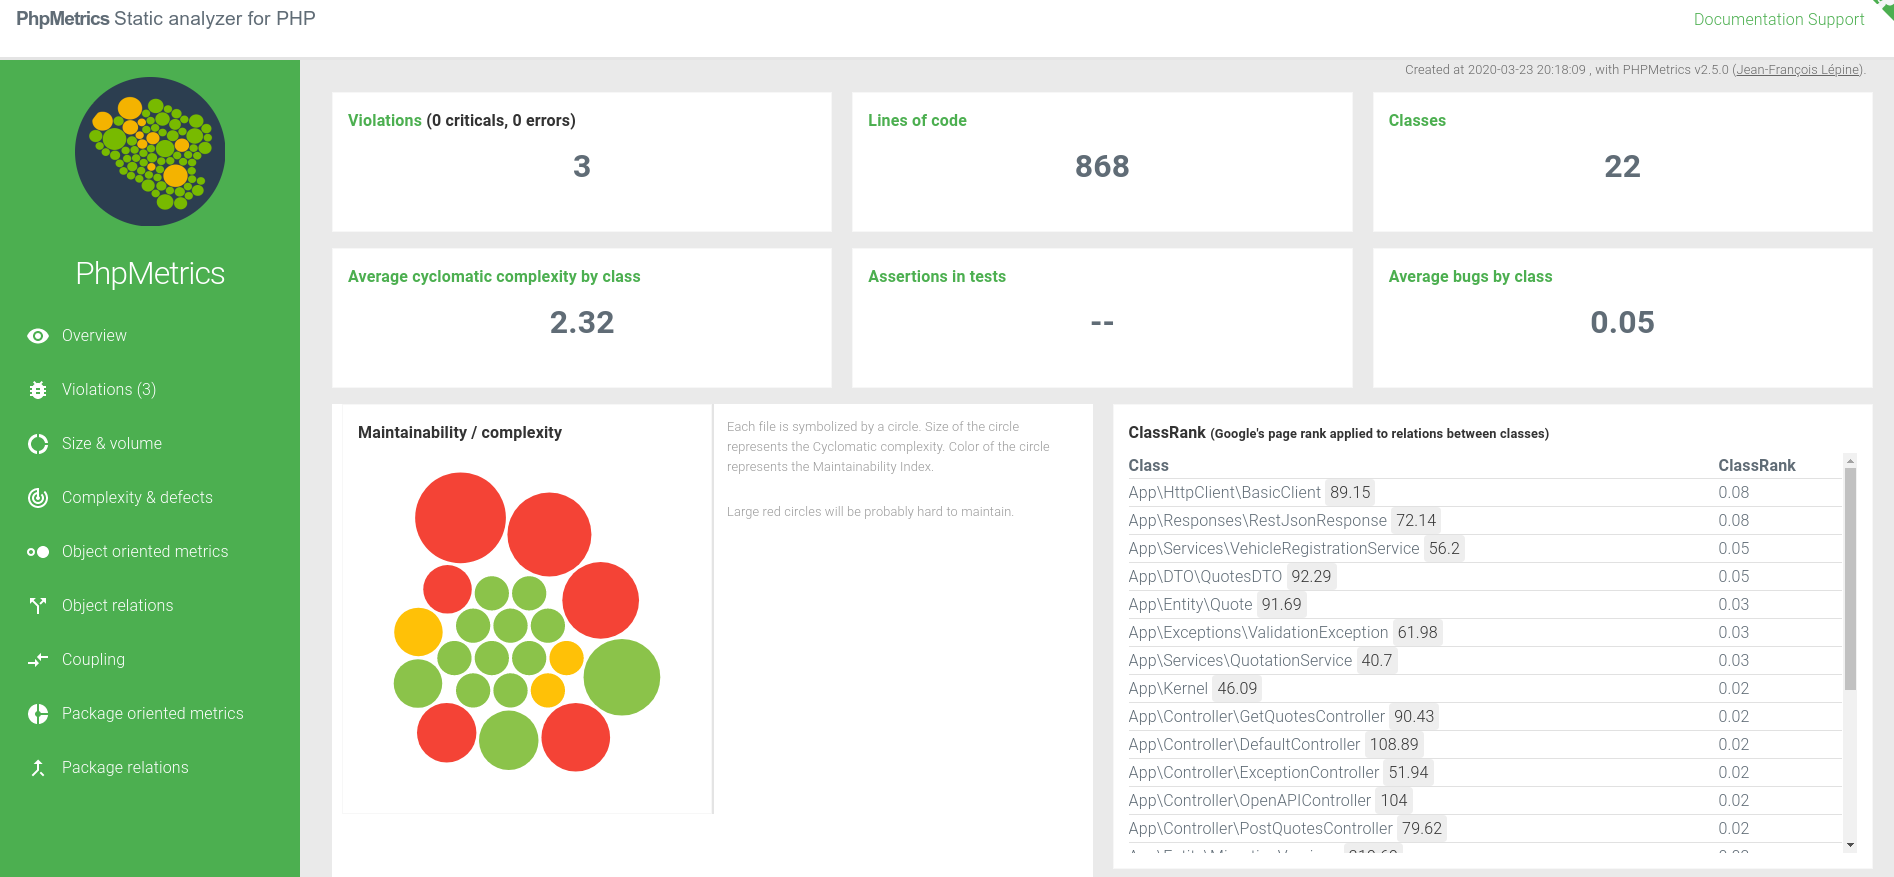 PhpMetrics Static analyzer for PHP
Documentation Support
Created at 2020-03-23 20:18:09 , with PHPMetrics v2.5.0 (Jean-François Lépine).
PhpMetrics
Overview
Violations (3)
Size & volume
Complexity & defects
Object oriented metrics
Object relations
Coupling
Package oriented metrics
Package relations
Violations (0 criticals, 0 errors)
3
Lines of code
868
Classes
22
Average cyclomatic complexity by class
2.32
Assertions in tests
--
Average bugs by class
0.05
Maintainability / complexity
Each file is symbolized by a circle. Size of the circle
represents the Cyclomatic complexity. Color of the circle
represents the Maintainability Index.
Large red circles will be probably hard to maintain.
ClassRank (Google's page rank applied to relations between classes)
Class ClassRank
App\HttpClient\BasicClient 89.15 0.08
App\Responses\RestJsonResponse 72.14 0.08
App\Services\VehicleRegistrationService 56.2 0.05
App\DTO\QuotesDTO 92.29 0.05
App\Entity\Quote 91.69 0.03
App\Exceptions\ValidationException 61.98 0.03
App\Services\QuotationService 40.7 0.03
App\Kernel 46.09 0.02
App\Controller\GetQuotesController 90.43 0.02
App\Controller\DefaultController 108.89 0.02
App\Controller\ExceptionController 51.94 0.02
App\Controller\OpenAPIController 104 0.02
App\Controller\PostQuotesController 79.62 0.02